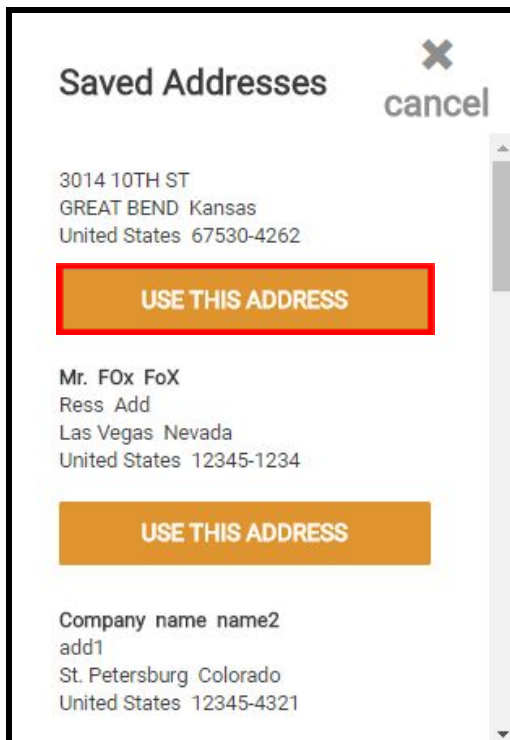 Saved Addresses
cancel
3014 10TH ST
GREAT BEND Kansas
United States 67530-4262
USE THIS ADDRESS
Mr. FOx FoX
Ress Add
Las Vegas Nevada
United States 12345-1234
USE THIS ADDRESS
Company name name2
add1
St. Petersburg Colorado
United States 12345-4321